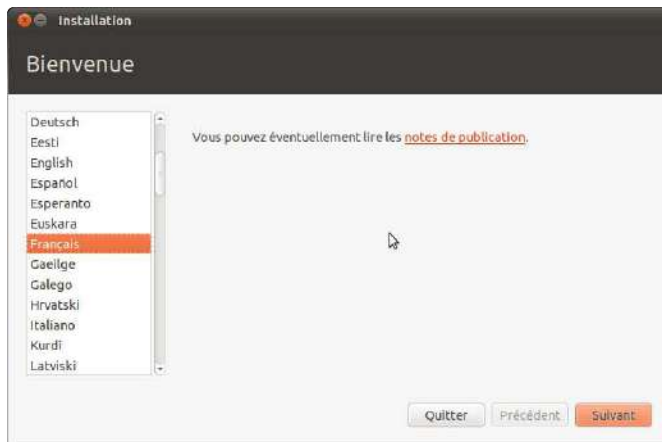 Installation
Bienvenue
Deutsch
Eesti
English
Español
Esperanto
Euskara
Français
Gaeilge
Galego
Hrvatski
Italiano
Kurdî
Latviski
Vous pouvez éventuellement lire les notes de publication.
Quitter
Précédent
Suivant